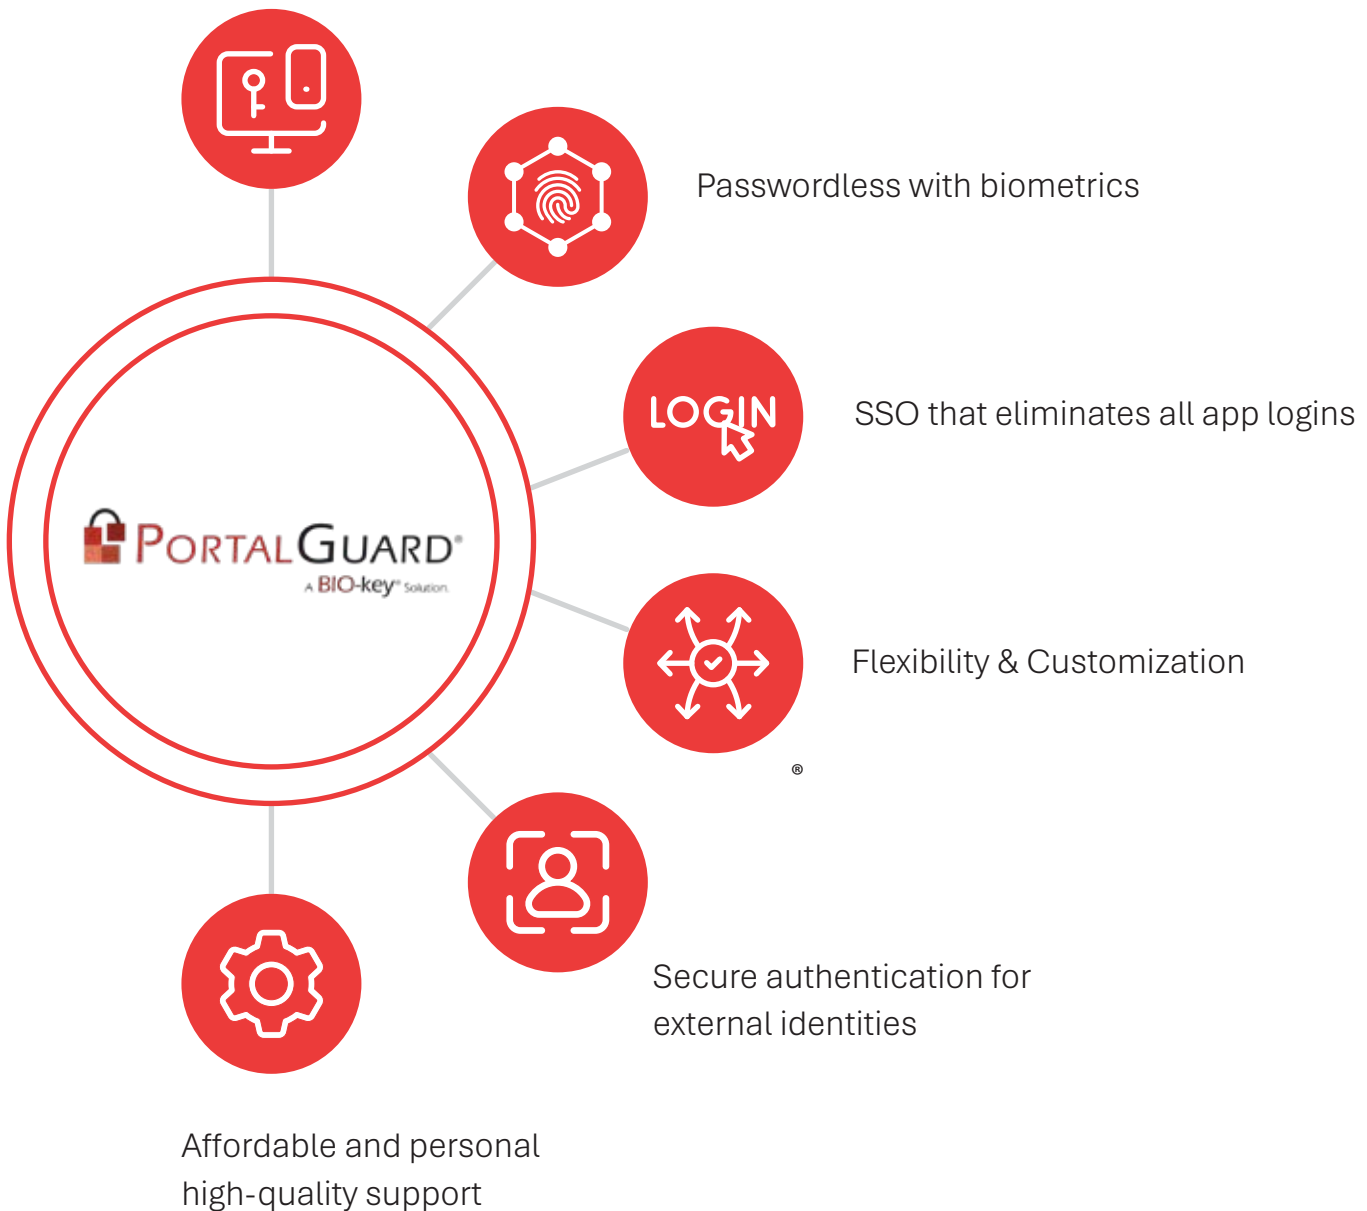 Passwordless with biometrics
LOGIN
SSO that eliminates all app logins
PORTALGUARD®
A BIO-key® Solution.
Flexibility & Customization
®
Secure authentication for
external identities
Affordable and personal
high-quality support